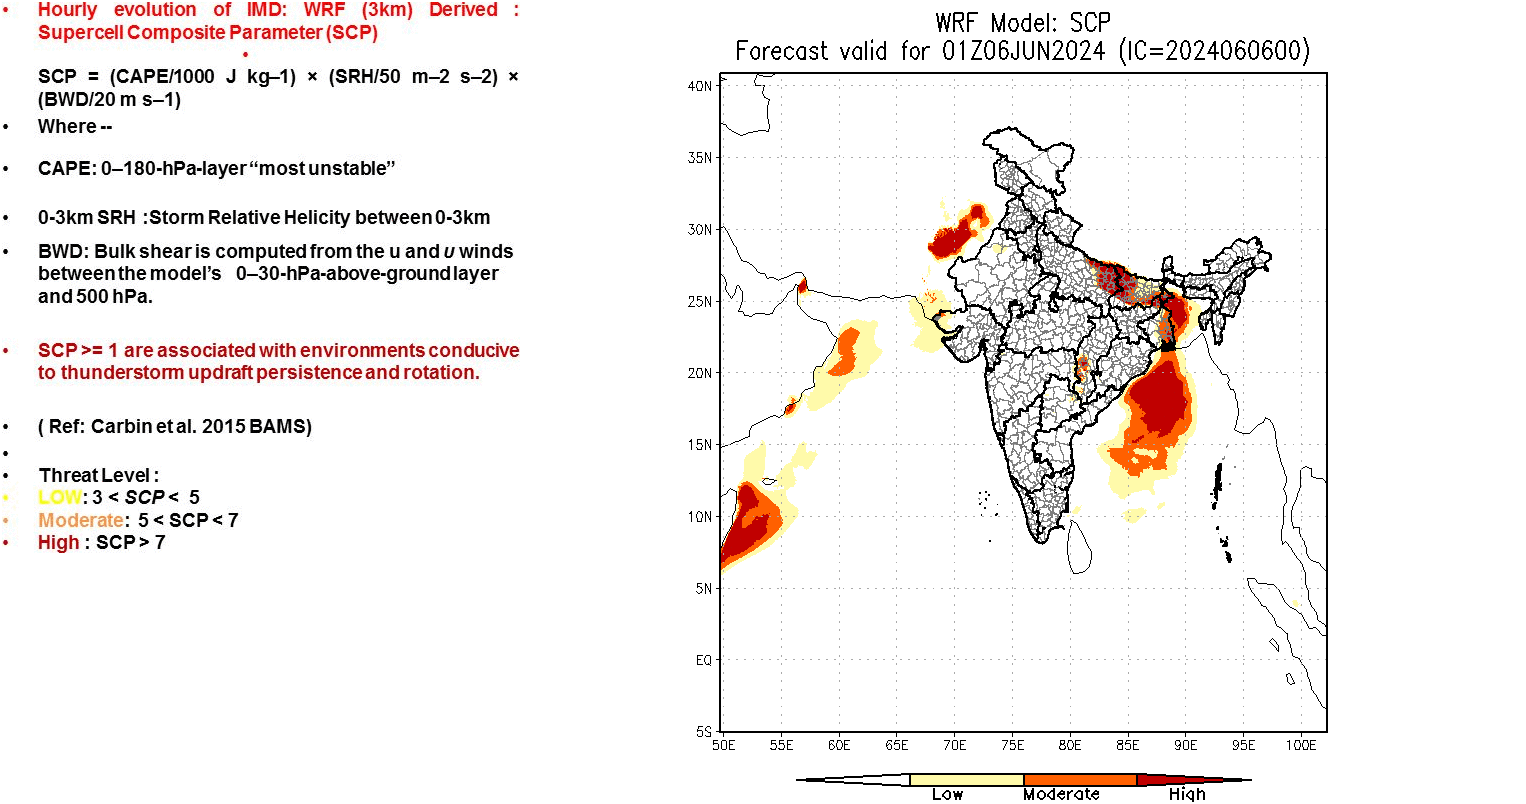 • Hourly evolution of IMD: WRF (3km) Derived :
Supercell Composite Parameter (SCP)
•
SCP = (CAPE/1000 J kg–1) × (SRH/50 m–2 s–2) ×
(BWD/20 m s–1)
• Where --
• CAPE: 0–180-hPa-layer “most unstable”
• 0-3km SRH :Storm Relative Helicity between 0-3km
• BWD: Bulk shear is computed from the u and υ winds
between the model’s 0–30-hPa-above-ground layer
and 500 hPa.
• SCP >= 1 are associated with environments conducive
to thunderstorm updraft persistence and rotation.
• ( Ref: Carbin et al. 2015 BAMS)
•
• Threat Level :
• LOW: 3 < SCP < 5
• Moderate: 5 < SCP < 7
• High : SCP > 7
WRF Model: SCP
Forecast valid for 01Z06JUN2024 (IC=2024060600)
40N
35N
30N
25N
20N
15N
10N
5N
EQ
5S
50E 55E 60E 65E 70E 75E 80E 85E 90E 95E 100E
Low Moderate High